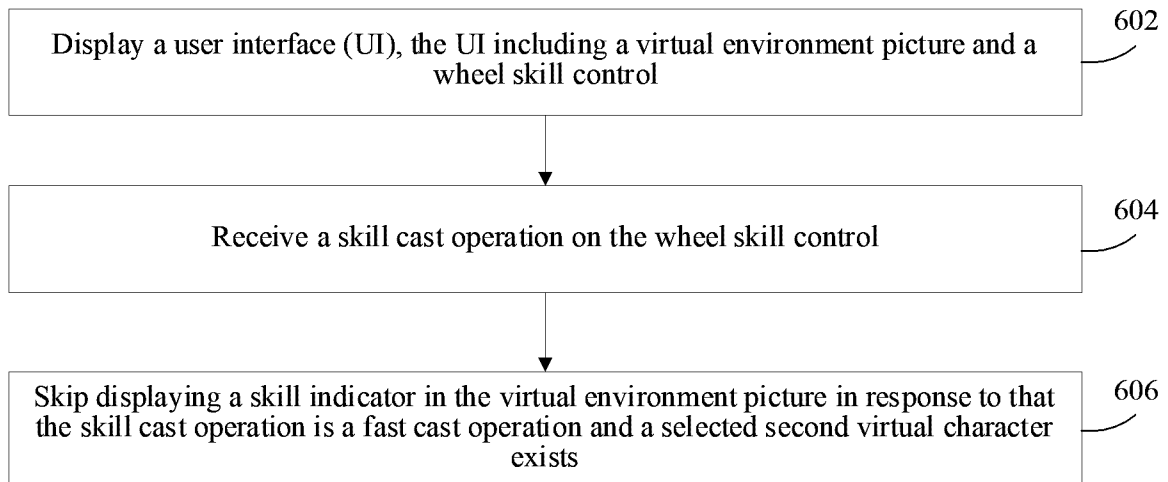 602
Display a user interface (UI), the UI including a virtual environment picture and a
wheel skill control
604
Receive a skill cast operation on the wheel skill control
606
Skip displaying a skill indicator in the virtual environment picture in response to that
the skill cast operation is a fast cast operation and a selected second virtual character
exists